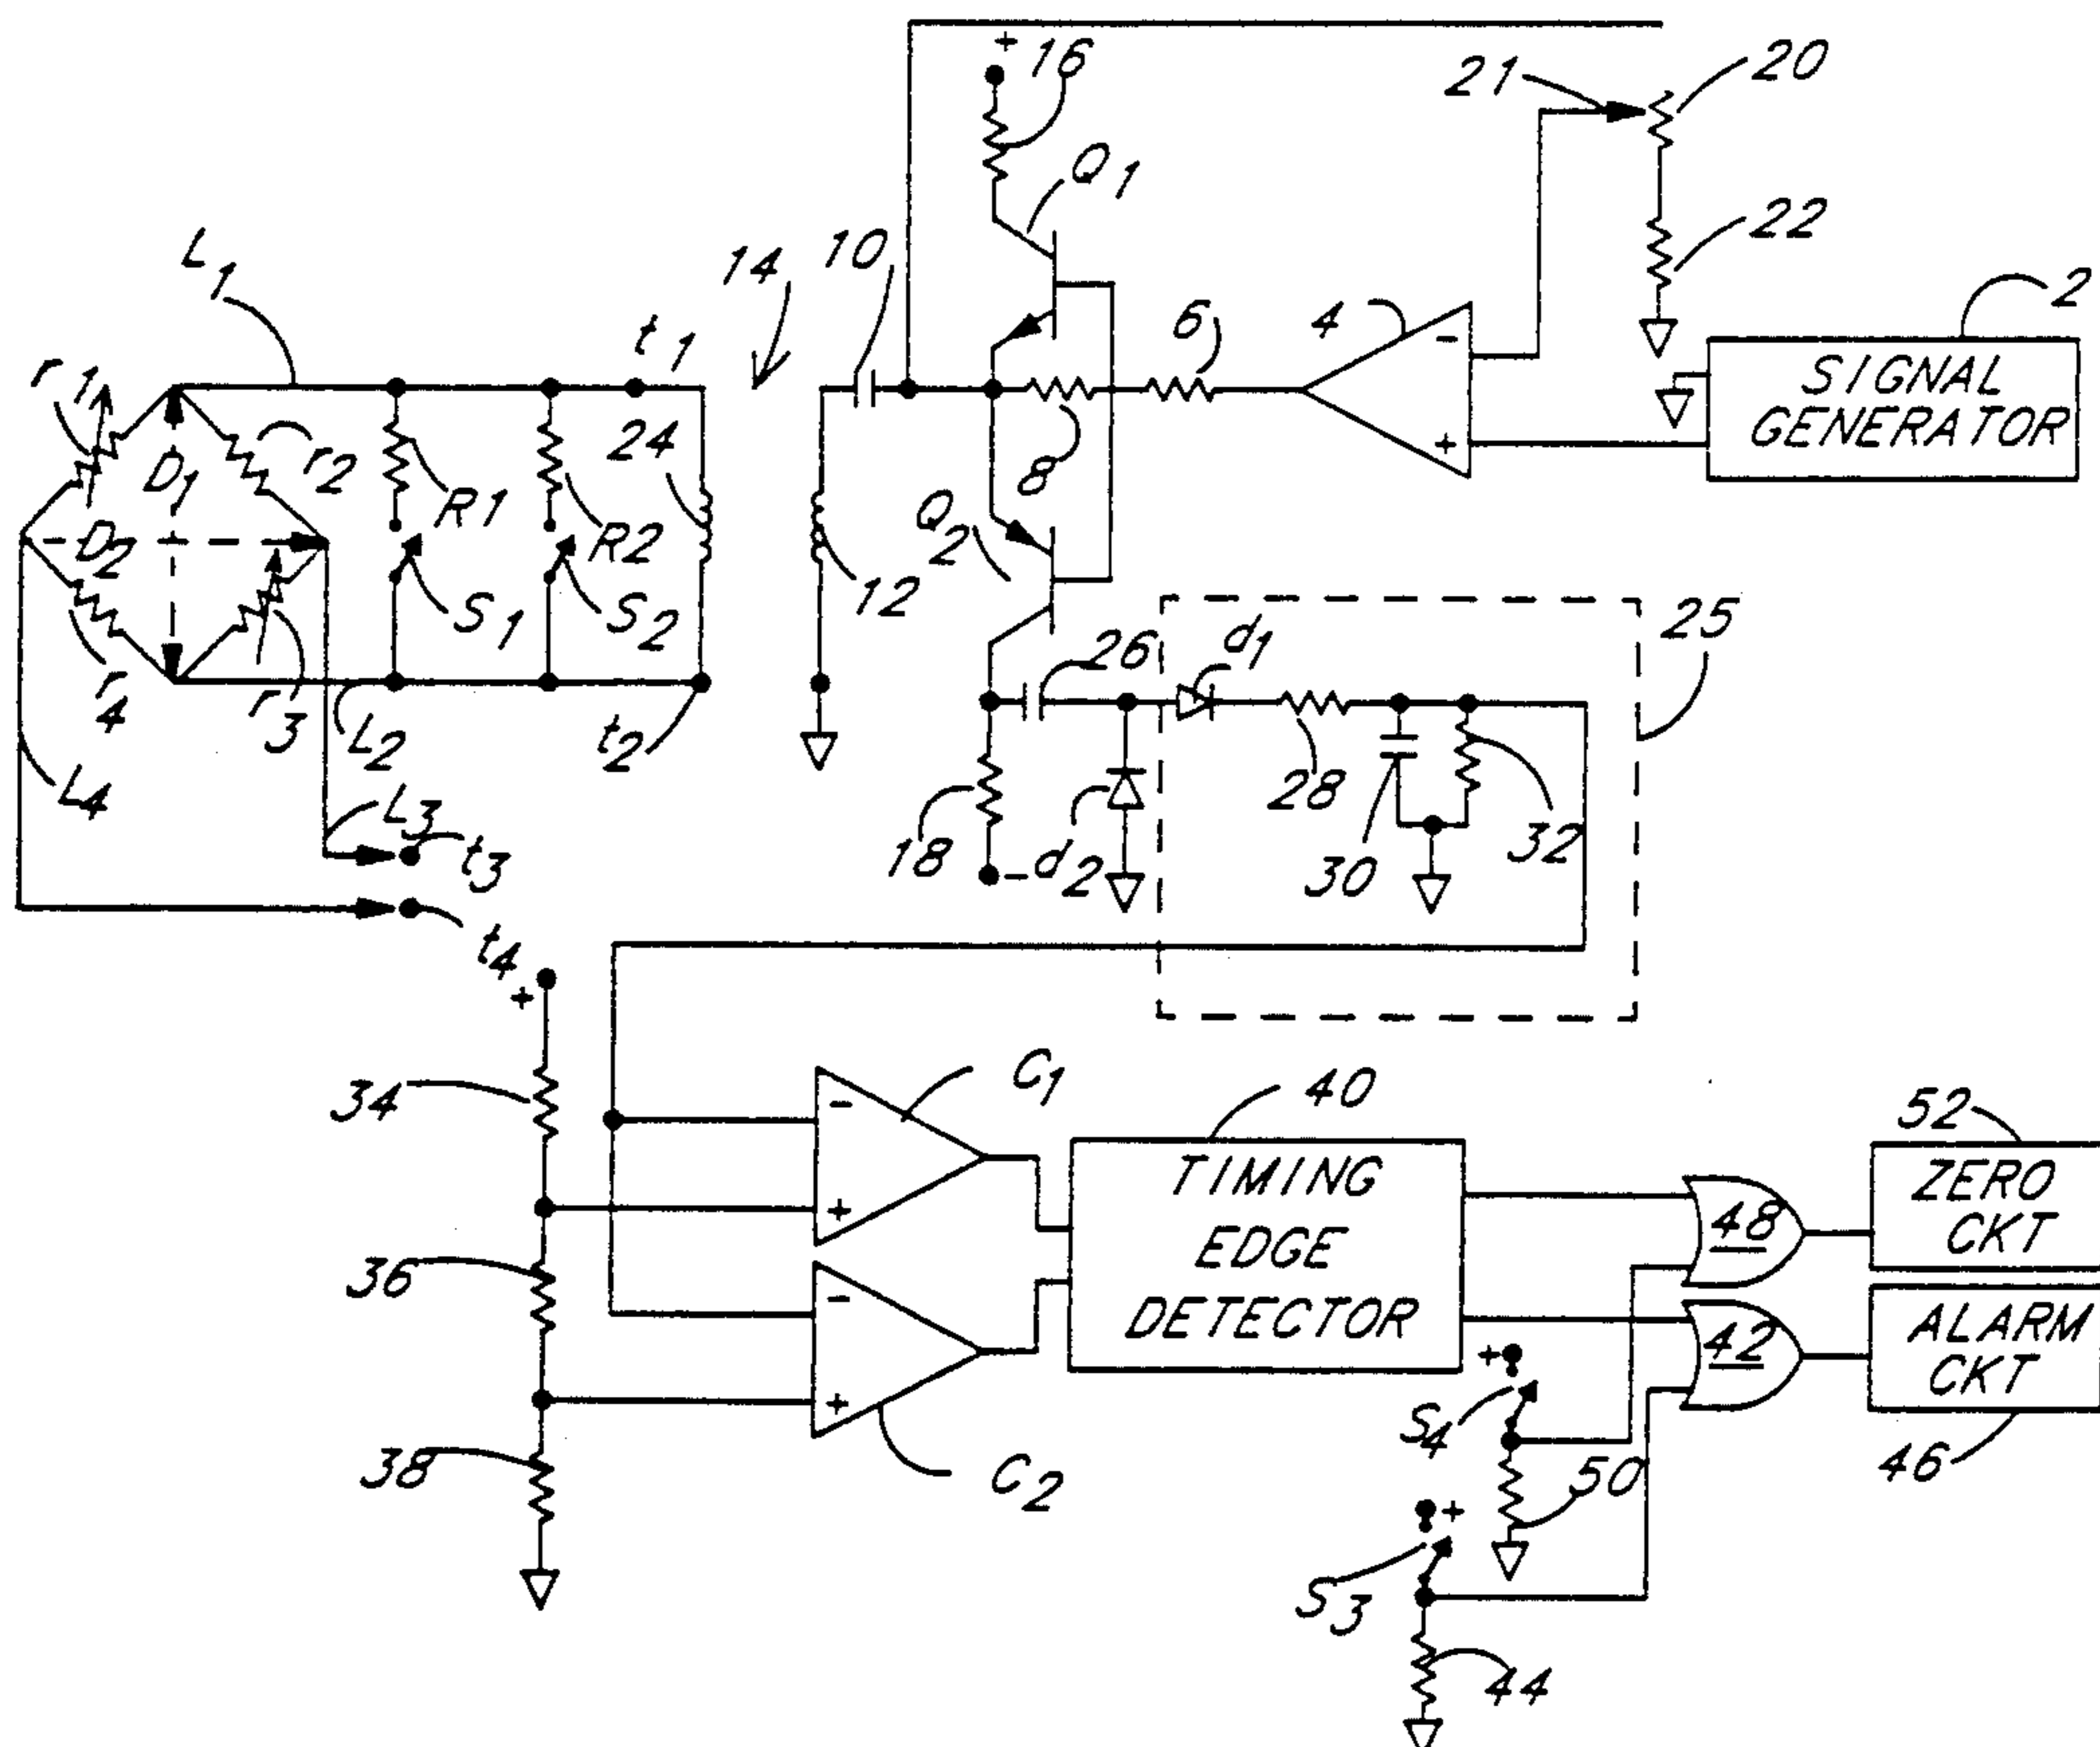 +
16
21
20
Q1
22
L1
14
10
4
6
2
t1
r1
-
SIGNAL
GENERATOR
r2
24
D1
8
+
R1
R2
Q2
D2
12
S1
S2
26
d1
25
r4
r3
L2
t2
28
L4
L3
18
d2
30
32
t3
-
t4
+
34
C1
40
52
-
TIMING
EDGE
DETECTOR
ZERO
CKT
+
48
36
-
42
ALARM
CKT
+
+
S4
38
C2
50
46
+
S3
44